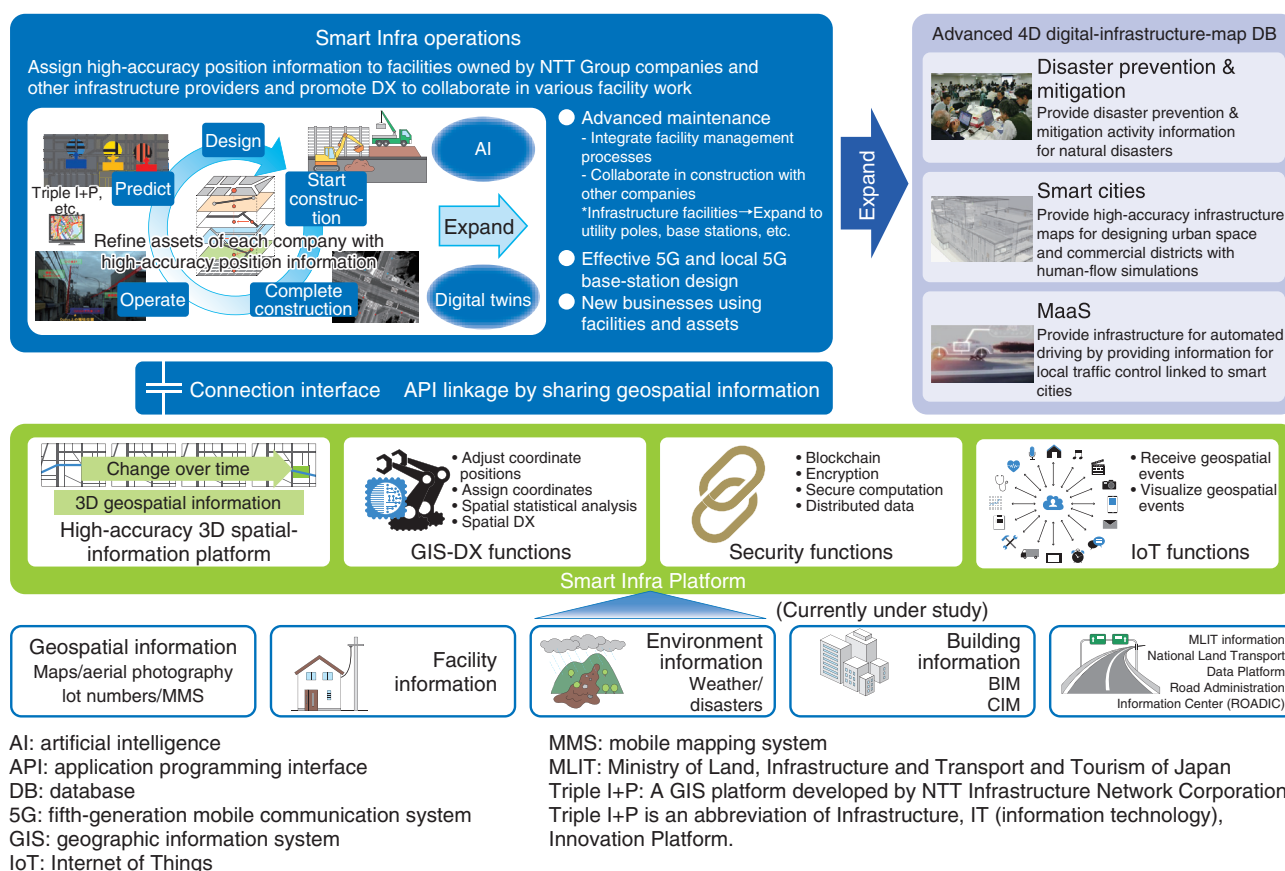 Smart Infra operations
Assign high-accuracy position information to facilities owned by NTT Group companies and
other infrastructure providers and promote DX to collaborate in various facility work
Design
Predict
Triple I+P,
etc.
Start
construc-
tion
Refine assets of each company with
high-accuracy position information
Operate
Complete
construction
AI
Expand
Digital twins
● Advanced maintenance
- Integrate facility management
processes
- Collaborate in construction with
other companies
*Infrastructure facilities→Expand to
utility poles, base stations, etc.
● Effective 5G and local 5G
base-station design
● New businesses using
facilities and assets
Expand
Advanced 4D digital-infrastructure-map DB
Disaster prevention &
mitigation
Provide disaster prevention &
mitigation activity information
for natural disasters
Smart cities
Provide high-accuracy infrastructure
maps for designing urban space
and commercial districts with
human-flow simulations
MaaS
Provide infrastructure for automated
driving by providing information for
local traffic control linked to smart
cities
Connection interface API linkage by sharing geospatial information
Change over time
3D geospatial information
High-accuracy 3D spatial-
information platform
• Adjust coordinate
positions
• Assign coordinates
• Spatial statistical analysis
• Spatial DX
GIS-DX functions
• Blockchain
• Encryption
• Secure computation
• Distributed data
Security functions
• Receive geospatial
events
• Visualize geospatial
events
IoT functions
Smart Infra Platform
(Currently under study)
Geospatial information
Maps/aerial photography
lot numbers/MMS
Facility
information
Environment
information
Weather/
disasters
Building
information
BIM
CIM
MLIT information
National Land Transport
Data Platform
Road Administration
Information Center (ROADIC)
AI: artificial intelligence
API: application programming interface
DB: database
5G: fifth-generation mobile communication system
GIS: geographic information system
IoT: Internet of Things
MMS: mobile mapping system
MLIT: Ministry of Land, Infrastructure and Transport and Tourism of Japan
Triple I+P: A GIS platform developed by NTT Infrastructure Network Corporation
Triple I+P is an abbreviation of Infrastructure, IT (information technology),
Innovation Platform.